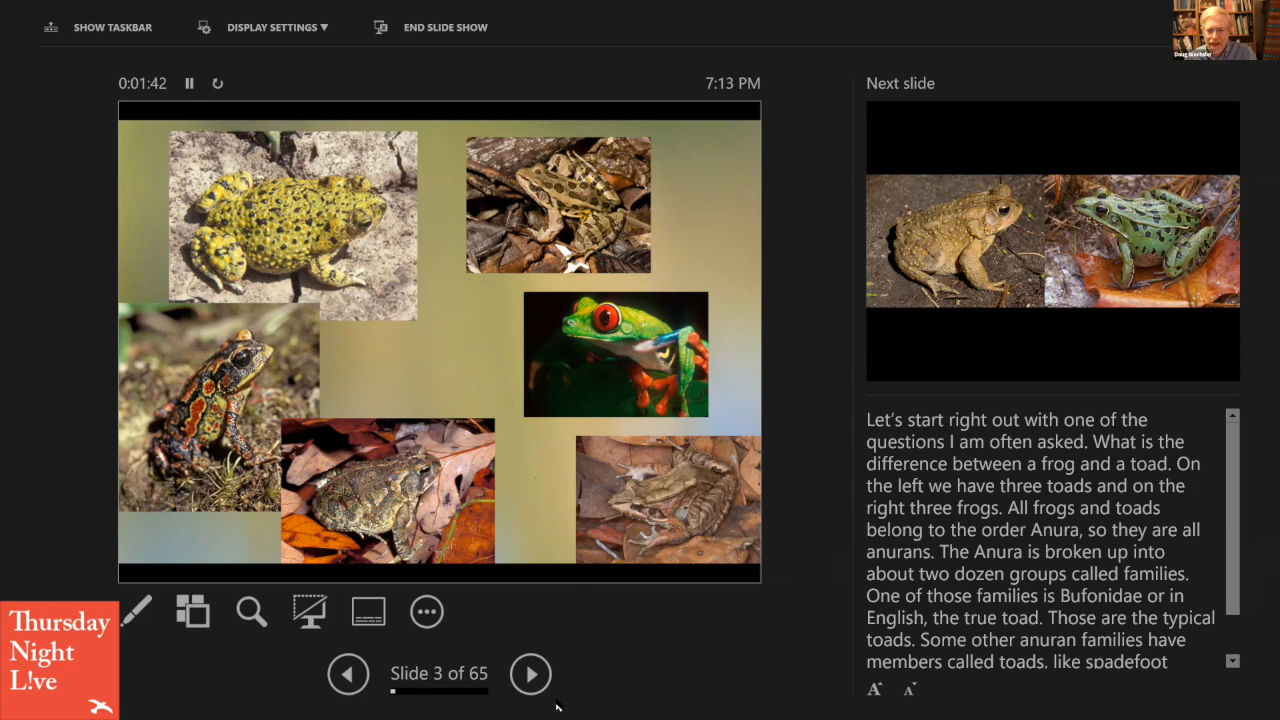 SHOW TASKBAR
DISPLAY SETTINGS ▼
END SLIDE SHOW
Doug Wechsler
0:01:42
7:13 PM
Next slide
Let's start right out with one of the
questions I am often asked. What is the
difference between a frog and a toad. On
the left we have three toads and on the
right three frogs. All frogs and toads
belong to the order Anura, so they are all
anurans. The Anura is broken up into
about two dozen groups called families.
One of those families is Bufonidae or in
English, the true toad. Those are the typical
toads. Some other anuran families have
members called toads, like spadefoot
Slide 3 of 65
A A
Thursday
Night
L!ve